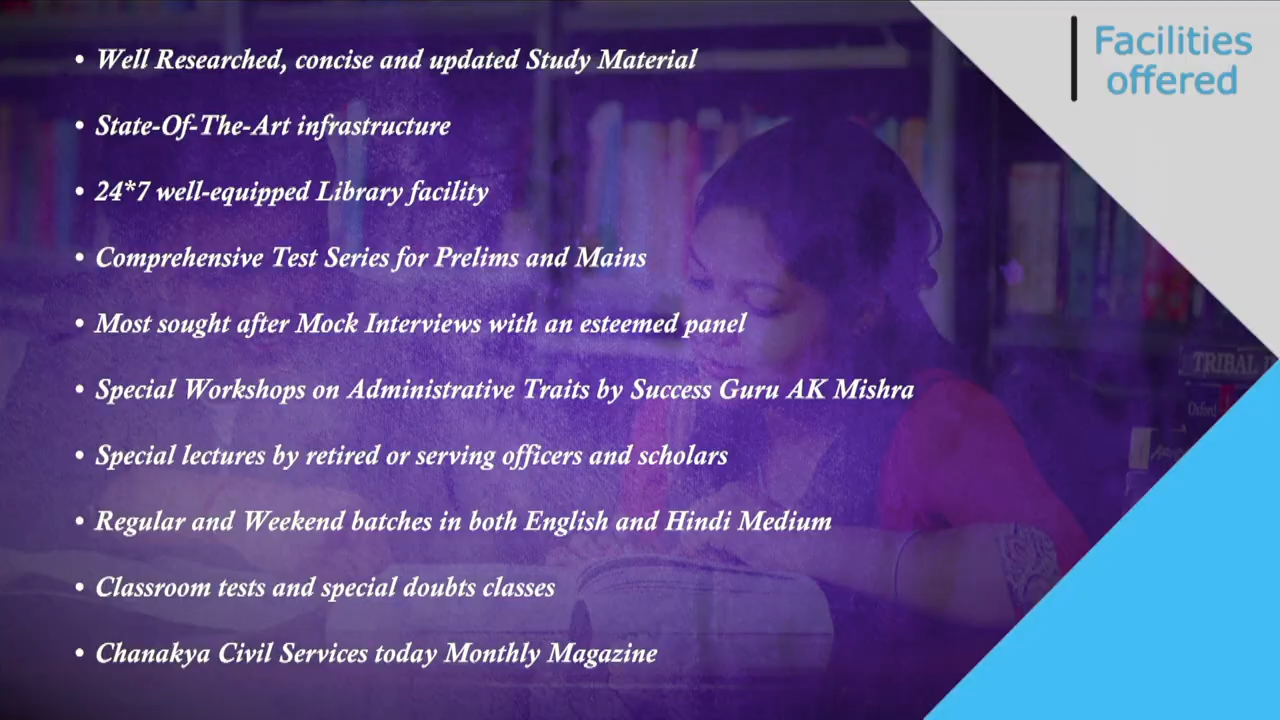 Facilities
offered
• Well Researched, concise and updated Study Material
• State-Of-The-Art infrastructure
• 24*7 well-equipped Library facility
• Comprehensive Test Series for Prelims and Mains
• Most sought after Mock Interviews with an esteemed panel
• Special Workshops on Administrative Traits by Success Guru AK Mishra
• Special lectures by retired or serving officers and scholars
• Regular and Weekend batches in both English and Hindi Medium
• Classroom tests and special doubts classes
• Chanakya Civil Services today Monthly Magazine
TRIBAL
Oxford